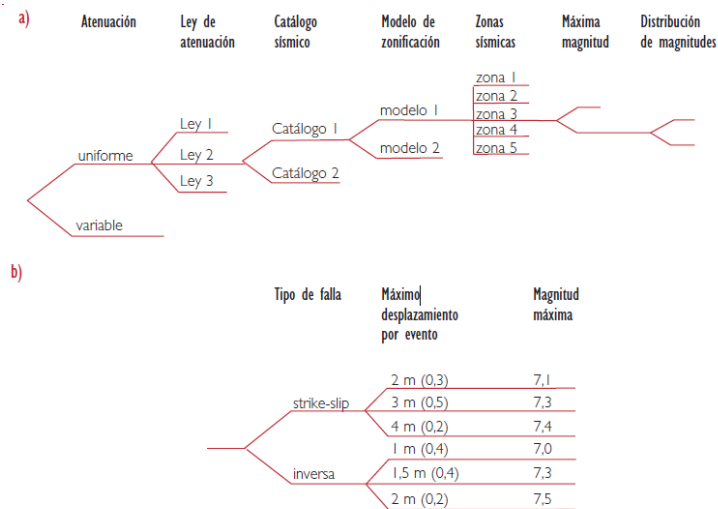 a)
Atenuación
Ley de
atenuación
Catálogo
sísmico
Modelo de
zonificación
Zonas
sísmicas
Máxima
magnitud
Distribución
de magnitudes
uniforme
variable
Ley 1
Ley 2
Ley 3
Catálogo 1
Catálogo 2
modelo 1
modelo 2
zona 1
zona 2
zona 3
zona 4
zona 5
b)
Tipo de falla
Máximo
desplazamiento
por evento
Magnitud
máxima
strike-slip
2 m (0,3) 7,1
3 m (0,5) 7,3
4 m (0,2) 7,4
inversa
1 m (0,4) 7,0
1,5 m (0,4) 7,3
2 m (0,2) 7,5